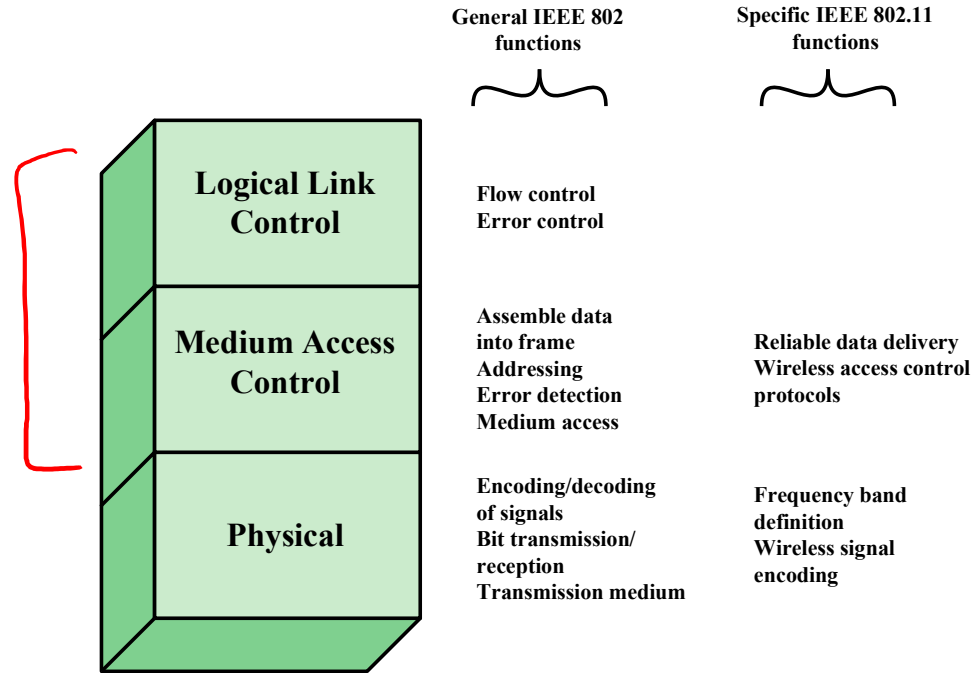 General IEEE 802
functions
Specific IEEE 802.11
functions
Logical Link
Control
Flow control
Error control
Medium Access
Control
Assemble data
into frame
Addressing
Error detection
Medium access
Reliable data delivery
Wireless access control
protocols
Physical
Encoding/decoding
of signals
Bit transmission/
reception
Transmission medium
Frequency band
definition
Wireless signal
encoding